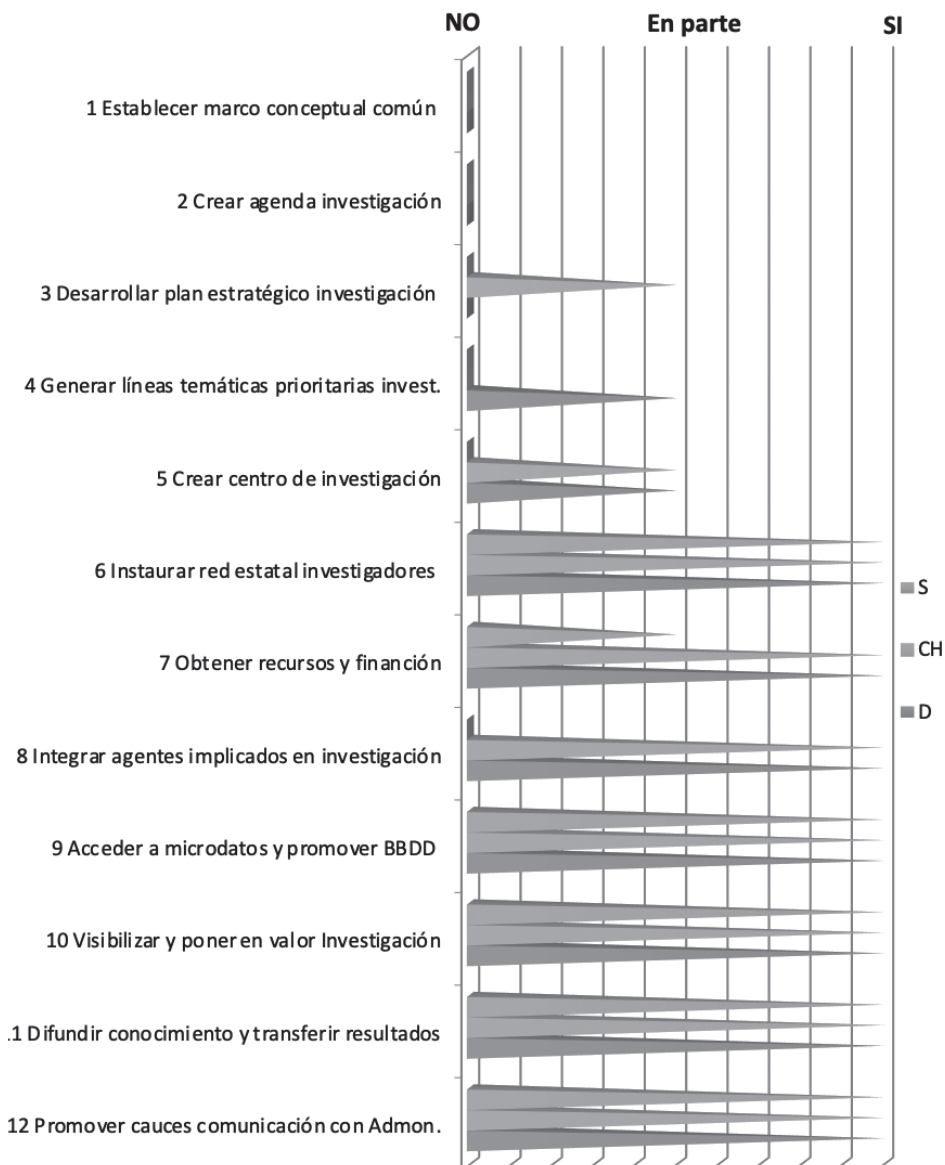 NO En parte SI
1 Establecer marco conceptual común
2 Crear agenda investigación
3 Desarrollar plan estratégico investigación
4 Generar líneas temáticas prioritarias invest.
5 Crear centro de investigación
6 Instaurar red estatal investigadores
S
CH
7 Obtener recursos y financión
D
8 Integrar agentes implicados en investigación
9 Acceder a microdatos y promover BBDD
10 Visibilizar y poner en valor Investigación
.1 Difundir conocimiento y transferir resultados
12 Promover cauces comunicación con Admon.